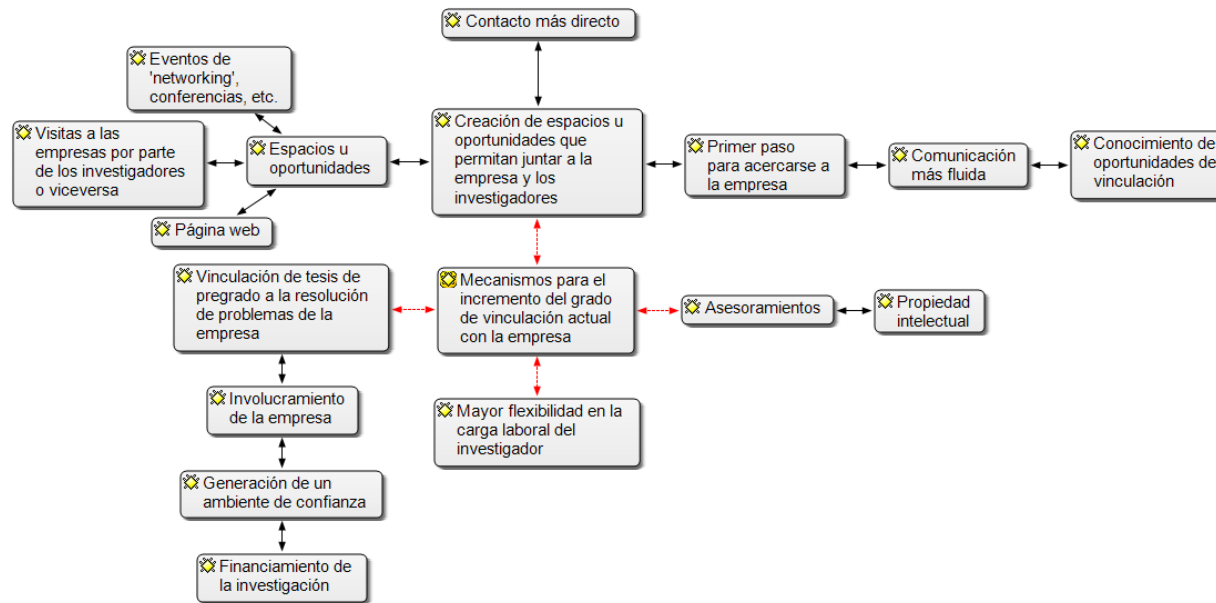 Contacto más directo
Eventos de
'networking',
conferencias, etc.
Visitas a las
empresas por parte
de los investigadores
o viceversa
Espacios u
oportunidades
Página web
Creación de espacios u
oportunidades que
permitan juntar a la
empresa y los
investigadores
Primer paso
para acercarse a
la empresa
Comunicación
más fluida
Conocimiento de
oportunidades de
vinculación
Vinculación de tesis de
pregrado a la resolución
de problemas de la
empresa
Mecanismos para el
incremento del grado
de vinculación actual
con la empresa
Asesoramientos
Propiedad
intelectual
Involucramiento
de la empresa
Mayor flexibilidad en la
carga laboral del
investigador
Generación de un
ambiente de confianza
Financiamiento de
la investigación